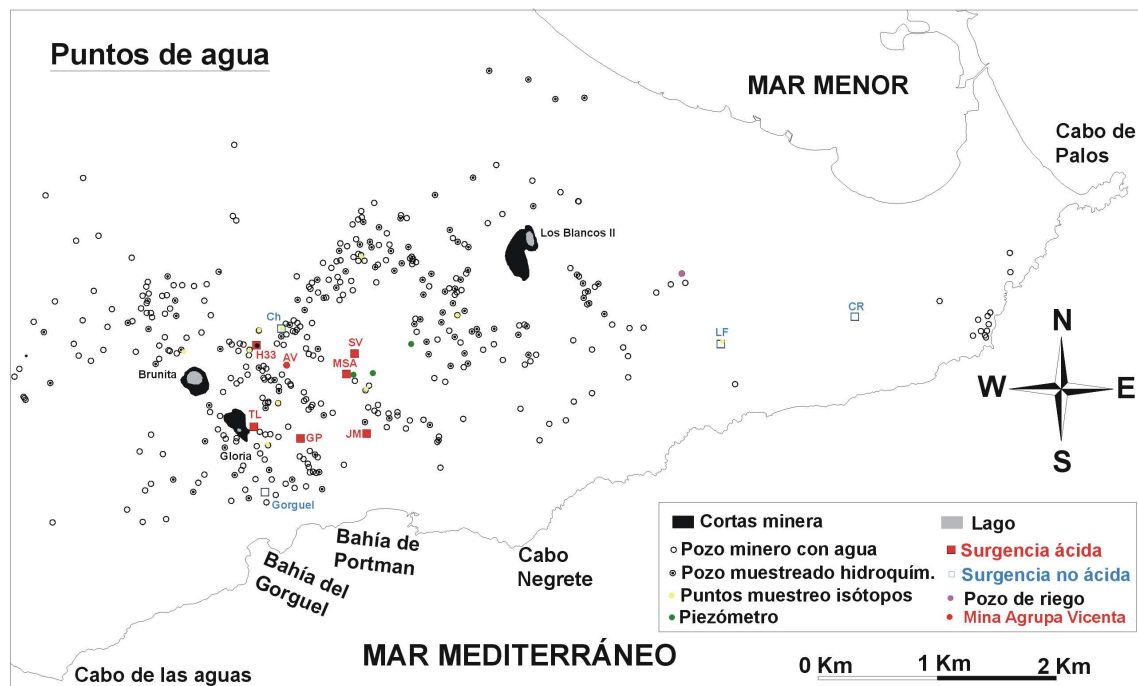 Puntos de agua
MAR MENOR
Cabo de
Palos
Los Blancos II
Ch
CR
LF
SV
H33
AV
MSA
Brunita
TL
GP
JM
Gloria
Gorguel
N
W
E
S
Bahía de
Portman
Bahía del
Gorguel
Cabo
Negrete
Cabo de las aguas
MAR MEDITERRÁNEO
Cortas minera
Pozo minero con agua
Pozo muestreado hidroquím.
Puntos muestreo isótopos
Piezómetro
Lago
Surgencia ácida
Surgencia no ácida
Pozo de riego
Mina Agrupa Vicenta
0 Km 1 Km 2 Km